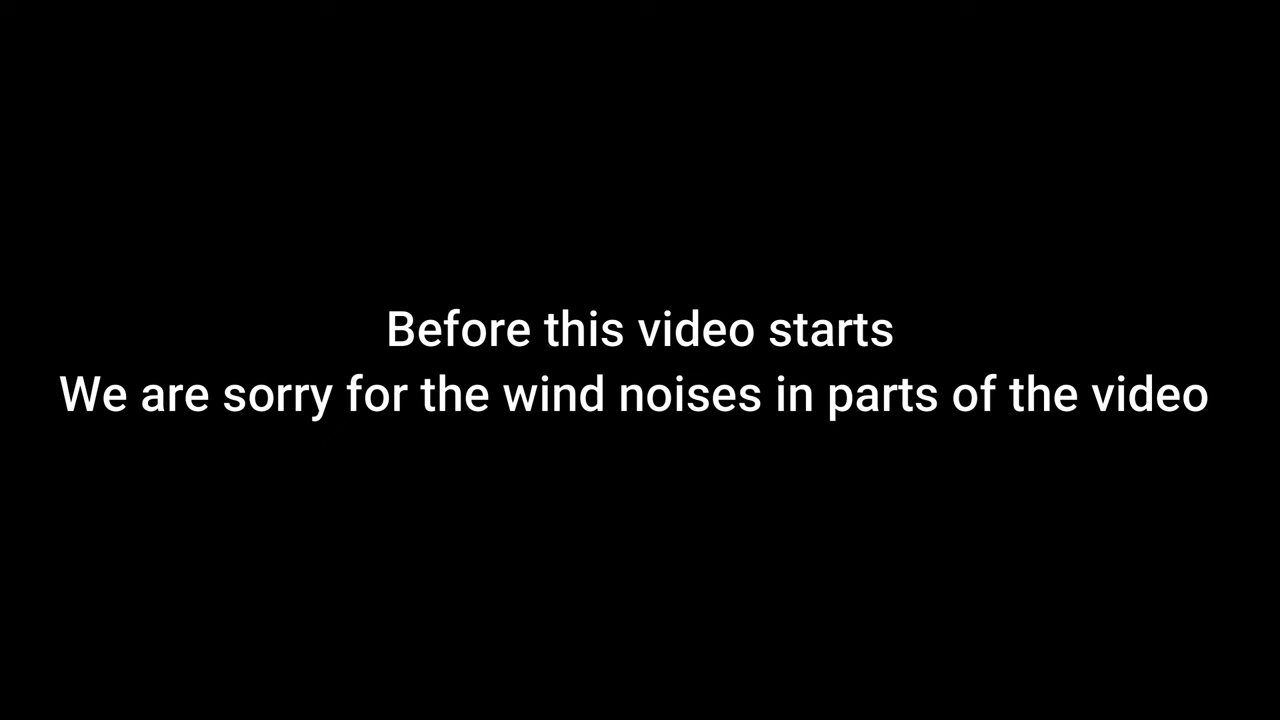 Before this video starts
We are sorry for the wind noises in parts of the video